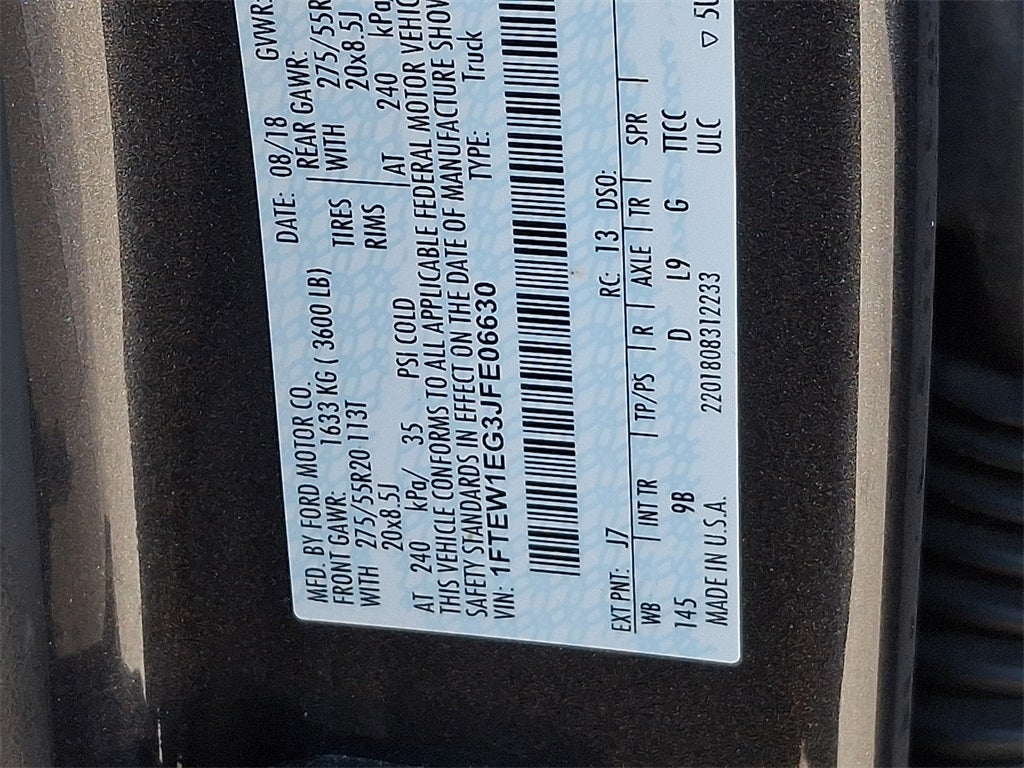 MFD. BY FORD MOTOR CO. DATE: 08/18 GVWR:
FRONT GAWR: 1633 KG ( 3600 LB) REAR GAWR:
WITH 275/55R20 113T TIRES WITH 275/55R
20x8.5J RIMS 20x8.5J
AT 240 kPa/ 35 PSI COLD AT 240 kPa
THIS VEHICLE CONFORMS TO ALL APPLICABLE FEDERAL MOTOR VEHIC
SAFETY STANDARDS IN EFFECT ON THE DATE OF MANUFACTURE SHOW
VIN: 1FTEW1EG3JFE06630 TYPE: Truck
EXT PNT: J7 RC: 13 DSO:
WB | INT TR | TP/PS | R | AXLE | TR | SPR |
145 9B D L9 G TTCC
MADE IN U.S.A. 2201808312233 ULC ▽ 5U